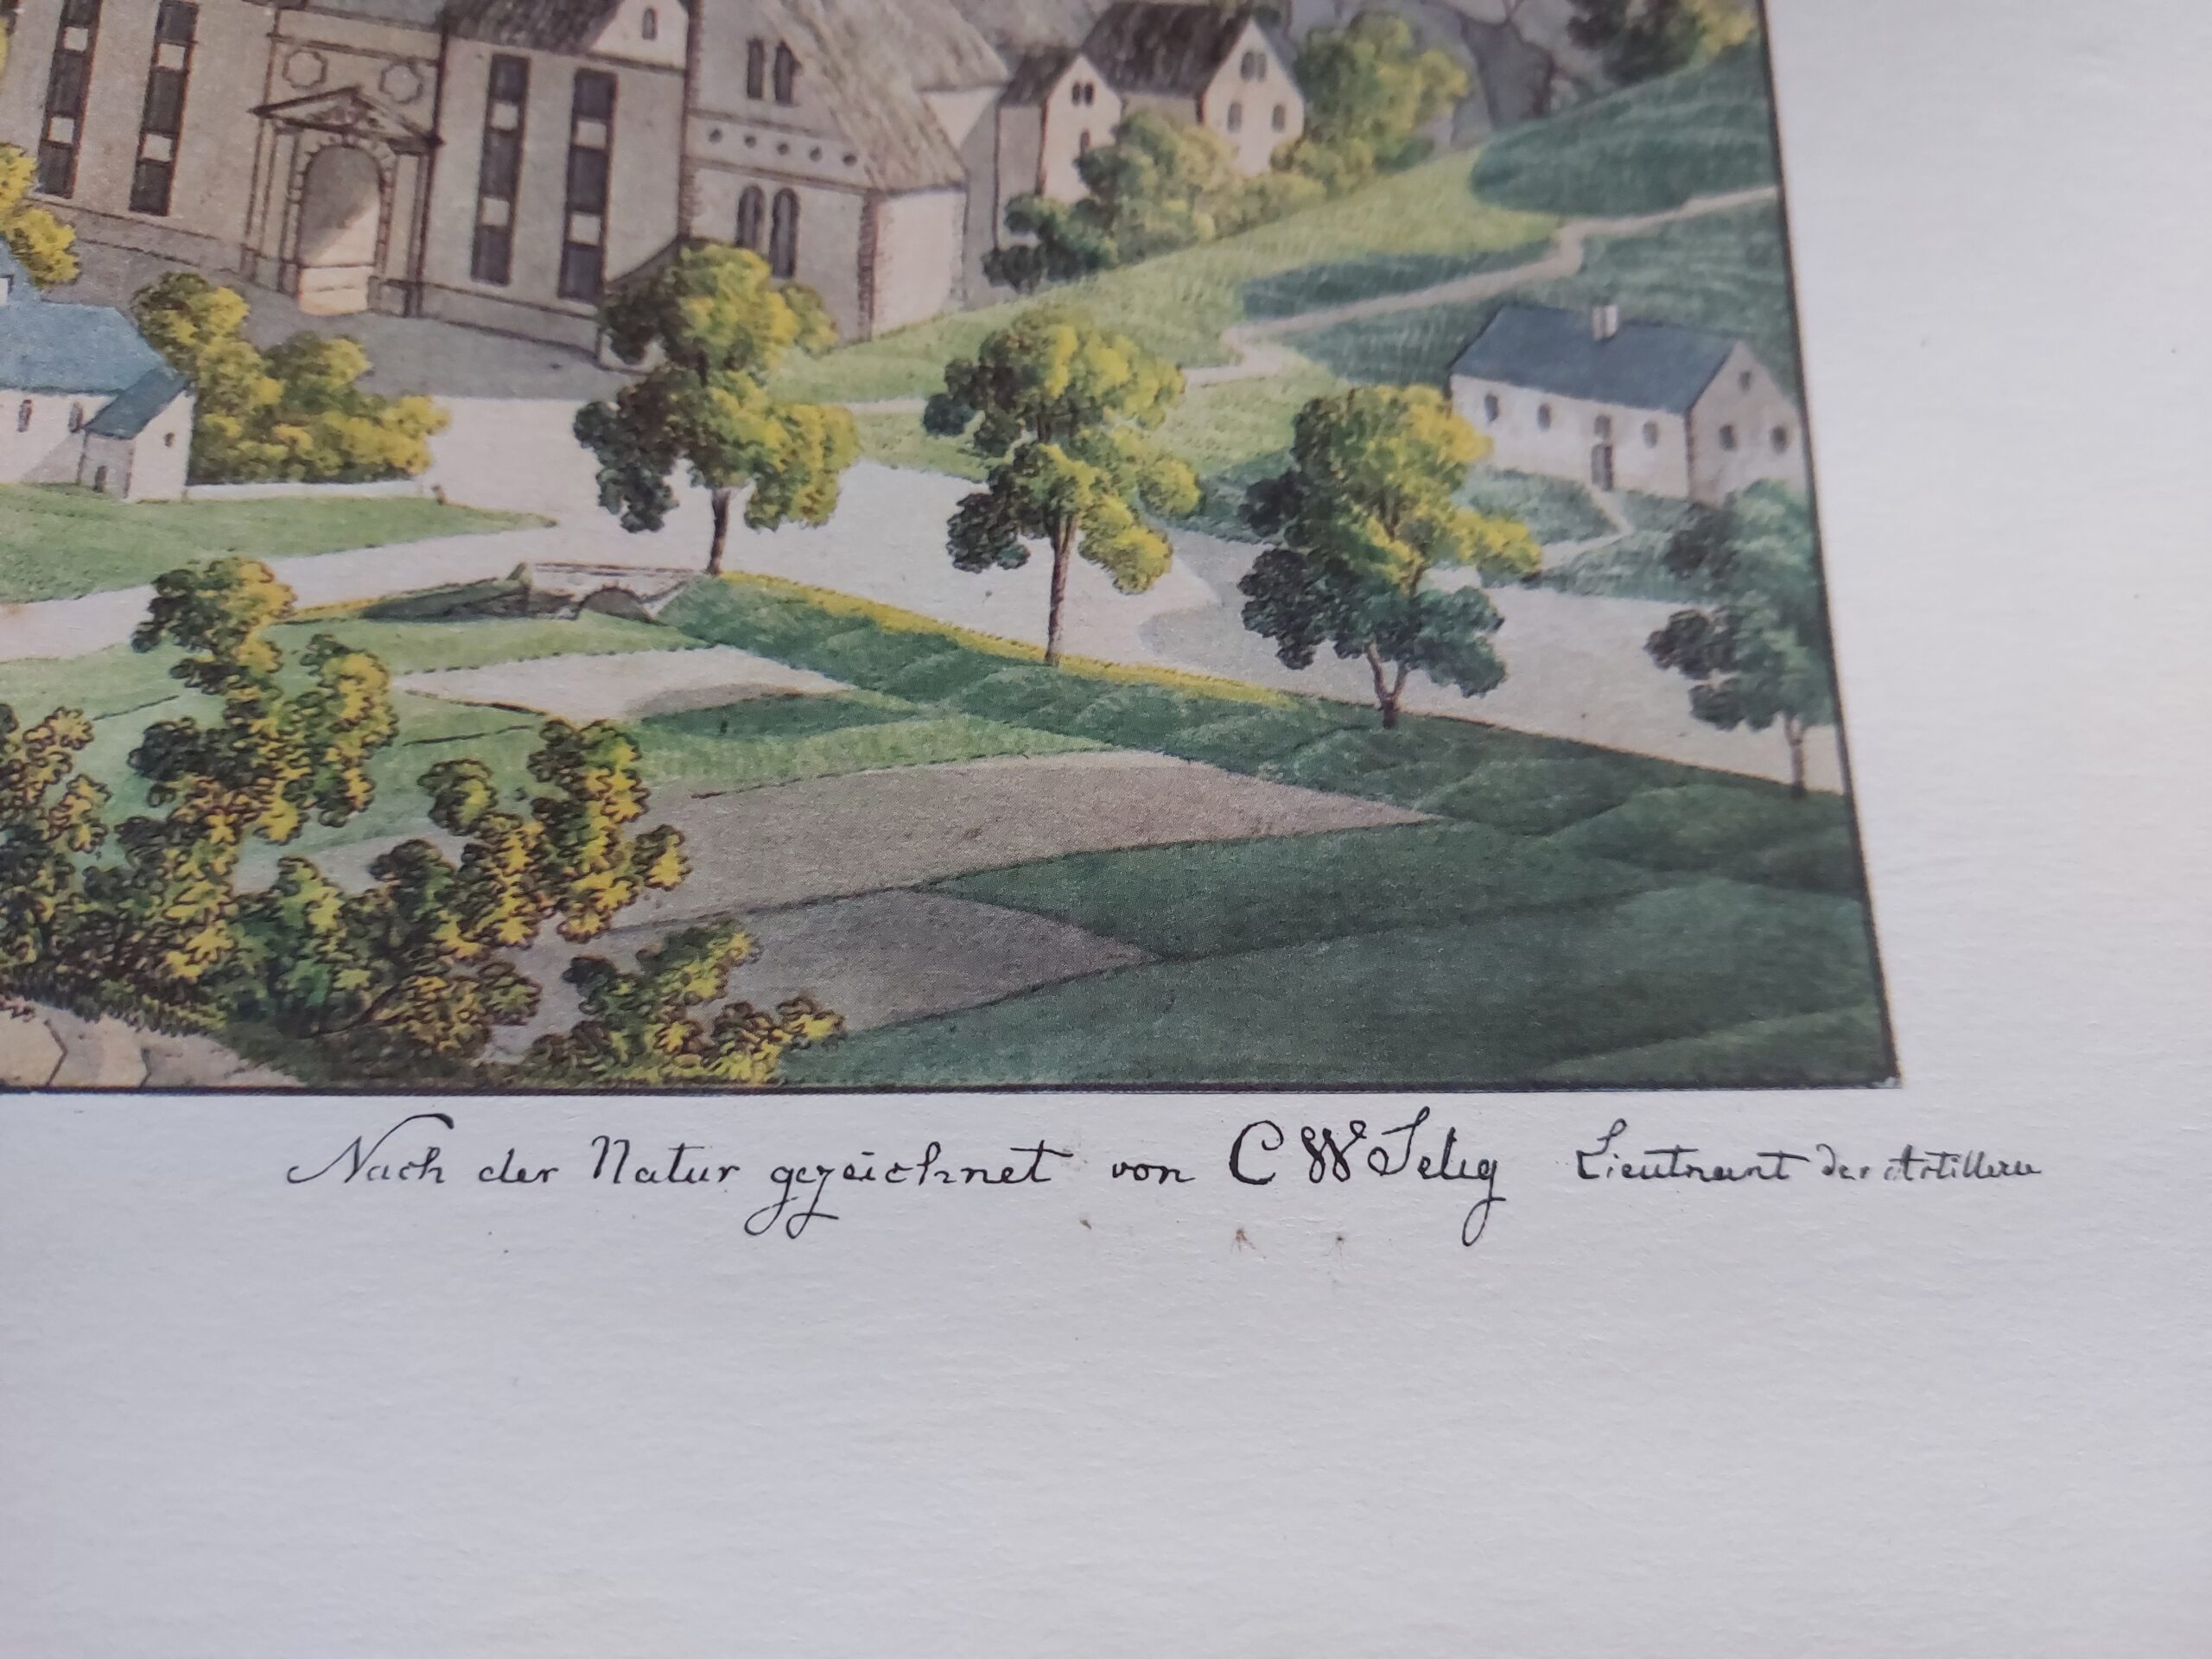 Nach der Natur gezeichnet von C W Selig Lieutnant der Artillerie